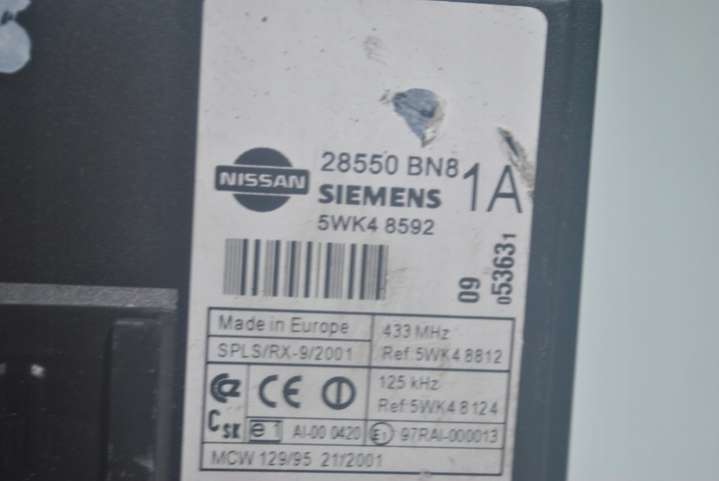 NISSAN
28550 BN8 1A
SIEMENS
5WK4 8592
09
053631
Made in Europe
433 MHz
SPLS/RX-9/2001
Ref.5WK4 8812
CE
125 kHz
Ref.5WK4 8124
CSK
e1
AI-00 0420
E1
97RAI-000013
MCW 129/95 21/2001